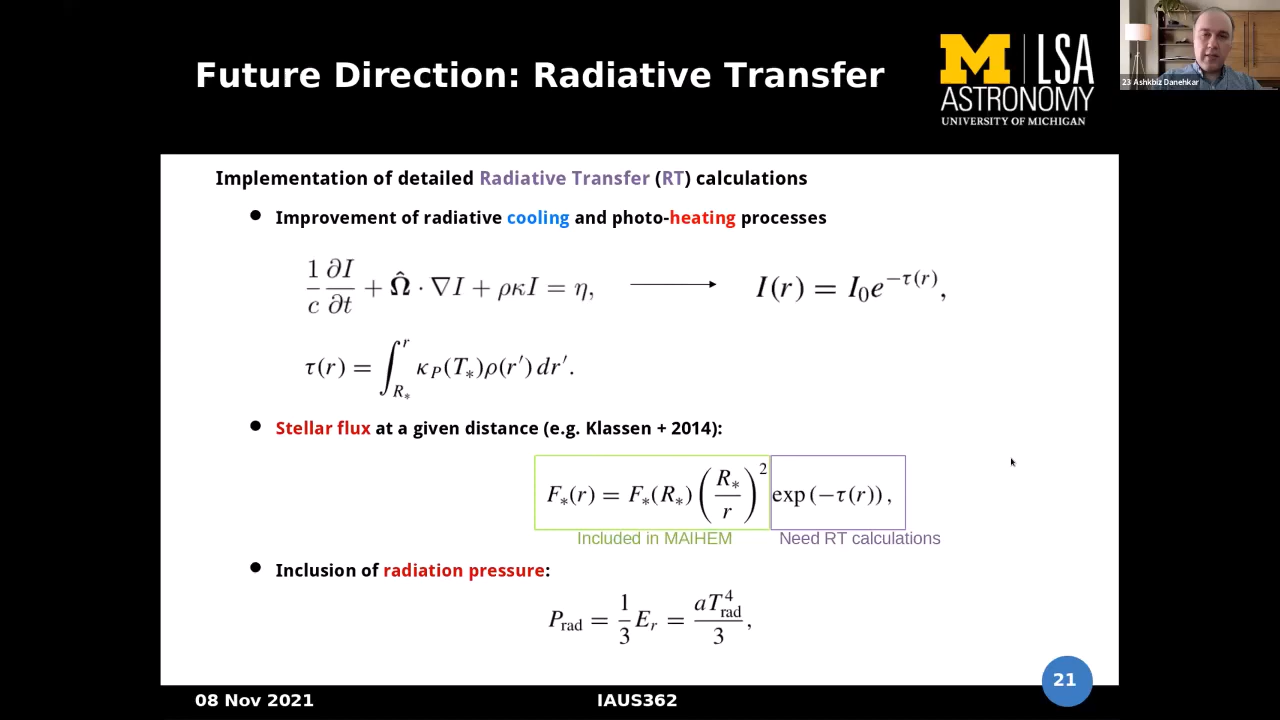 Future Direction: Radiative Transfer
M LSA
ASTRONOMY
UNIVERSITY OF MICHIGAN
23 Ashkbiz Danehkar
Implementation of detailed Radiative Transfer (RT) calculations
● Improvement of radiative cooling and photo-heating processes
1/c ∂I/∂t + Ω̂ · ∇I + ρκI = η, ⟶ I(r) = I₀e^{−τ(r)},
τ(r) = ∫_{R_*}^{r} κ_P(T_*)ρ(r′) dr′.
● Stellar flux at a given distance (e.g. Klassen + 2014):
F_*(r) = F_*(R_*) (R_*/r)² exp (−τ(r)),
Included in MAIHEM Need RT calculations
● Inclusion of radiation pressure:
P_rad = 1/3 E_r = aT⁴_rad/3,
21
08 Nov 2021 IAUS362